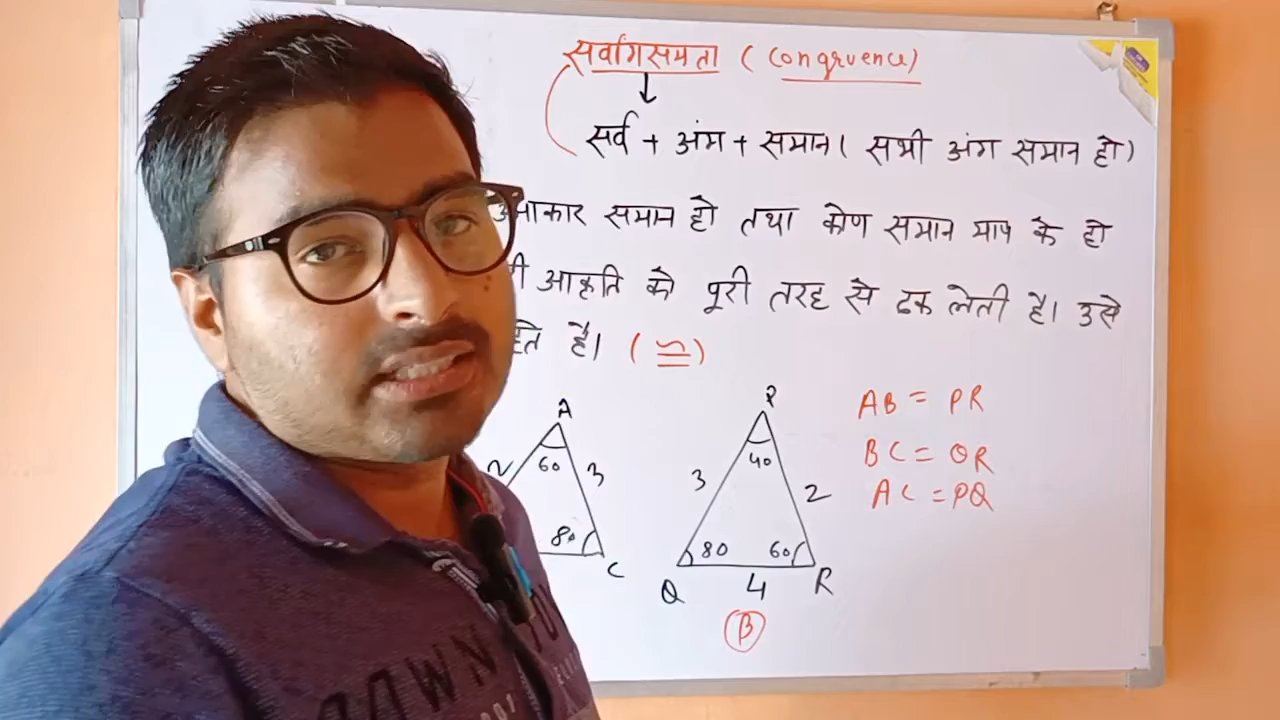 सर्वांगसमता ( Congruence )
सर्व + अंग + समान ( सभी अंग समान हो )
आकार समान हो तथा कोण समान माप के हो
आकृति को पूरी तरह से ढक लेती है। उसे
है। ( ≅ )
A
60
2
3
80
C
P
40
3
2
80
60
Q
4
R
B
AB = PR
BC = QR
AC = PQ